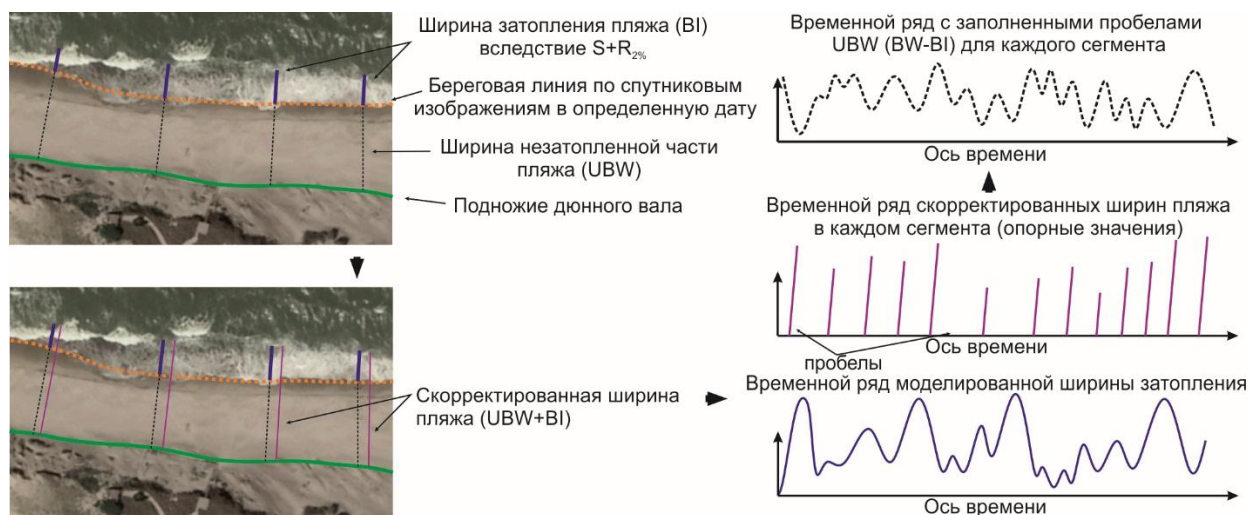 Ширина затопления пляжа (BI)
вследствие S+R2%
Береговая линия по спутниковым
изображениям в определенную дату
Ширина незатопленной части
пляжа (UBW)
Подножие дюнного вала
Скорректированная ширина
пляжа (UBW+BI)
Временной ряд с заполненными пробелами
UBW (BW-BI) для каждого сегмента
Ось времени
Временной ряд скорректированных ширин пляжа
в каждом сегмента (опорные значения)
пробелы
Ось времени
Временной ряд моделированной ширины затопления
Ось времени